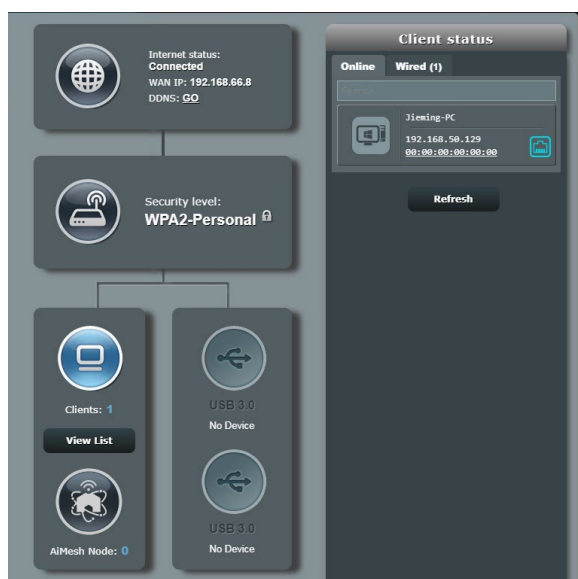 Internet status:
Connected
WAN IP: 192.168.66.8
DDNS: GO
Security level:
WPA2-Personal
Clients: 1
View List
AiMesh Node: 0
USB 3.0
No Device
USB 3.0
No Device
Client status
Online Wired (1)
Search
Jieming-PC
192.168.50.129
00:00:00:00:00:00
Refresh